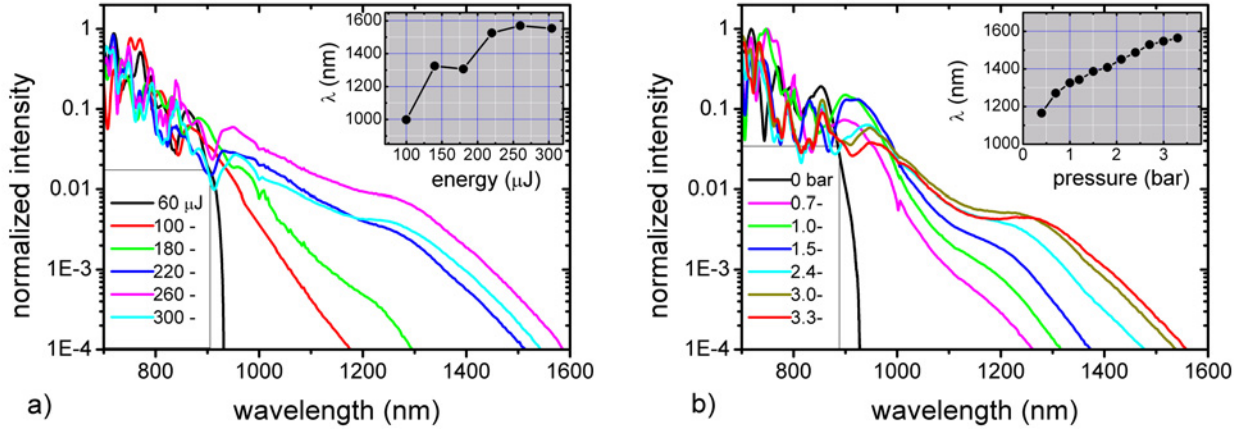 normalized intensity
1
0.1
0.01
1E-3
1E-4
800
1000
1200
1400
1600
wavelength (nm)
a)
60 μJ
100 -
180 -
220 -
260 -
300 -
λ (nm)
1600
1400
1200
1000
100 150 200 250 300
energy (μJ)
normalized intensity
1
0.1
0.01
1E-3
1E-4
800
1000
1200
1400
1600
wavelength (nm)
b)
0 bar
0.7-
1.0-
1.5-
2.4-
3.0-
3.3-
λ (nm)
1600
1400
1200
1000
0 1 2 3
pressure (bar)